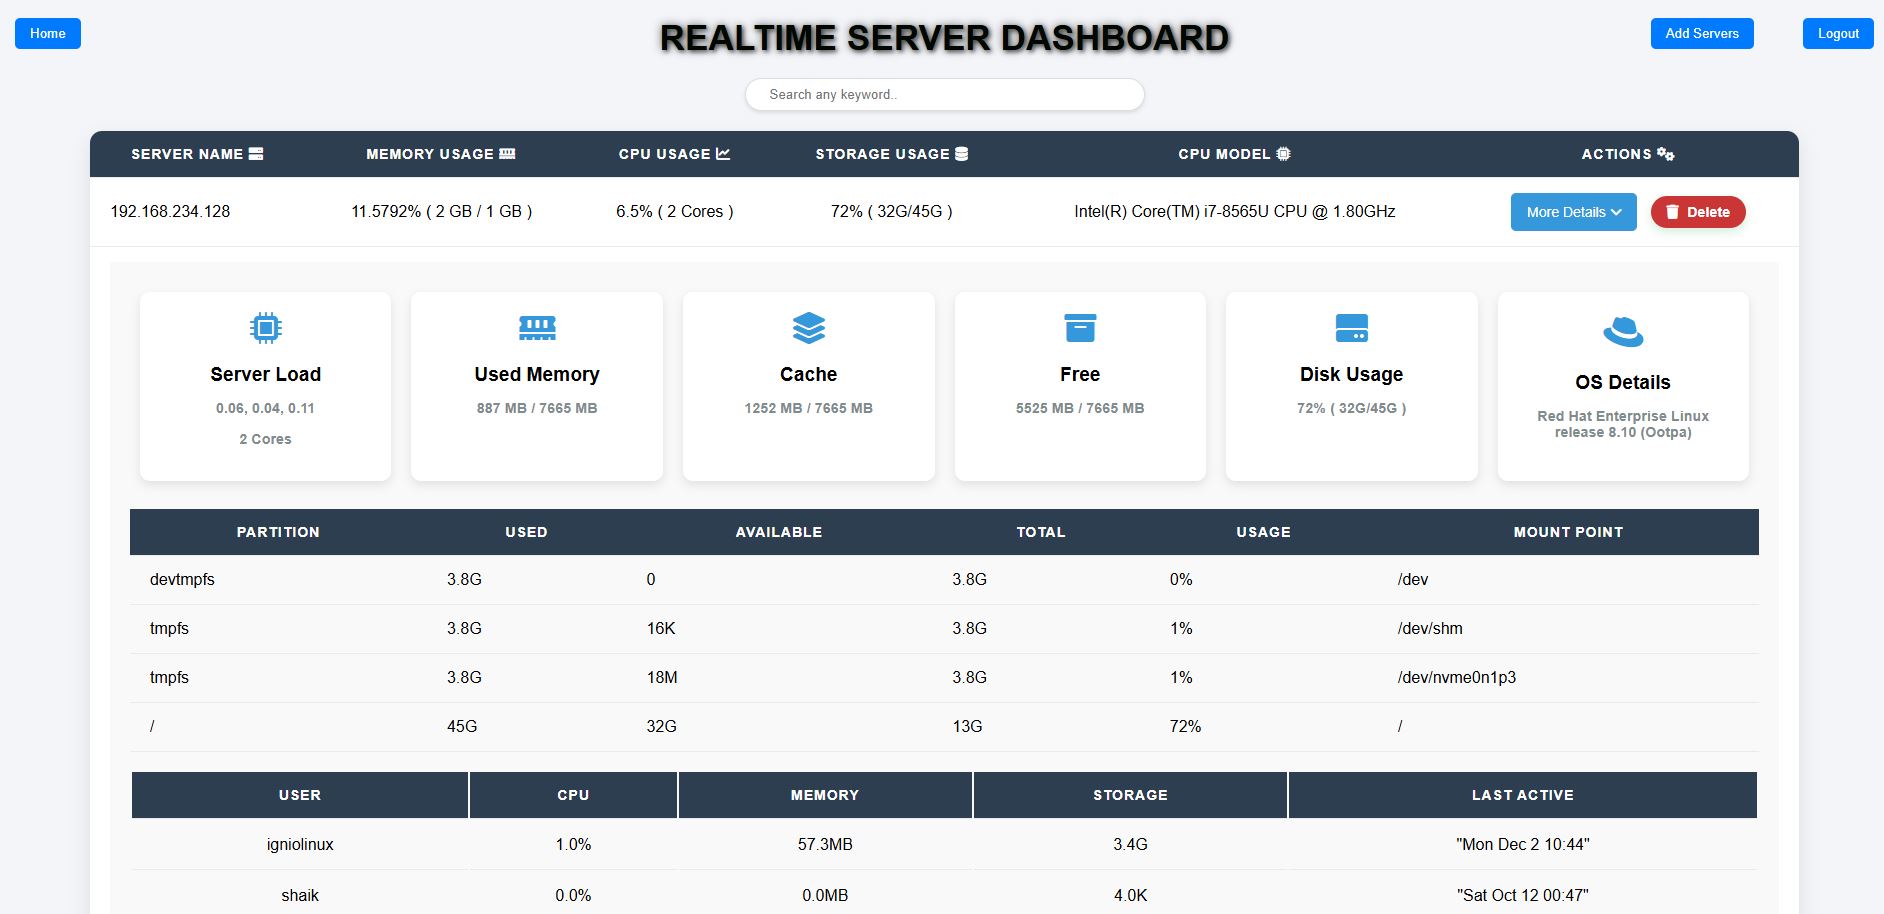 Home
REALTIME SERVER DASHBOARD
Add Servers
Logout
Search any keyword..
SERVER NAME MEMORY USAGE CPU USAGE STORAGE USAGE CPU MODEL ACTIONS
192.168.234.128 11.5792% ( 2 GB / 1 GB ) 6.5% ( 2 Cores ) 72% ( 32G/45G ) Intel(R) Core(TM) i7-8565U CPU @ 1.80GHz More Details Delete
Server Load
0.06, 0.04, 0.11
2 Cores
Used Memory
887 MB / 7665 MB
Cache
1252 MB / 7665 MB
Free
5525 MB / 7665 MB
Disk Usage
72% ( 32G/45G )
OS Details
Red Hat Enterprise Linux
release 8.10 (Ootpa)
PARTITION USED AVAILABLE TOTAL USAGE MOUNT POINT
devtmpfs 3.8G 0 3.8G 0% /dev
tmpfs 3.8G 16K 3.8G 1% /dev/shm
tmpfs 3.8G 18M 3.8G 1% /dev/nvme0n1p3
/ 45G 32G 13G 72% /
USER CPU MEMORY STORAGE LAST ACTIVE
igniolinux 1.0% 57.3MB 3.4G "Mon Dec 2 10:44"
shaik 0.0% 0.0MB 4.0K "Sat Oct 12 00:47"